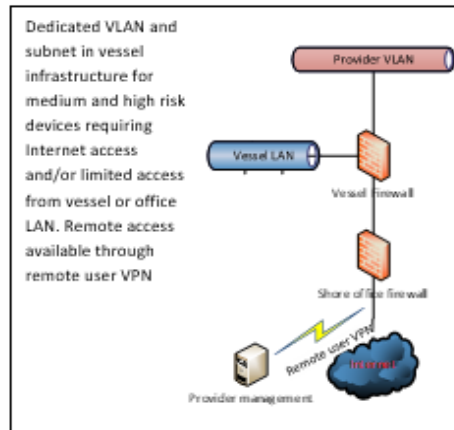 Dedicated VLAN and
subnet in vessel
infrastructure for
medium and high risk
devices requiring
Internet access
and/or limited access
from vessel or office
LAN. Remote access
available through
remote user VPN
Provider VLAN
Vessel LAN
Vessel Firewall
Shore office firewall
Remote user VPN
Internet
Provider management